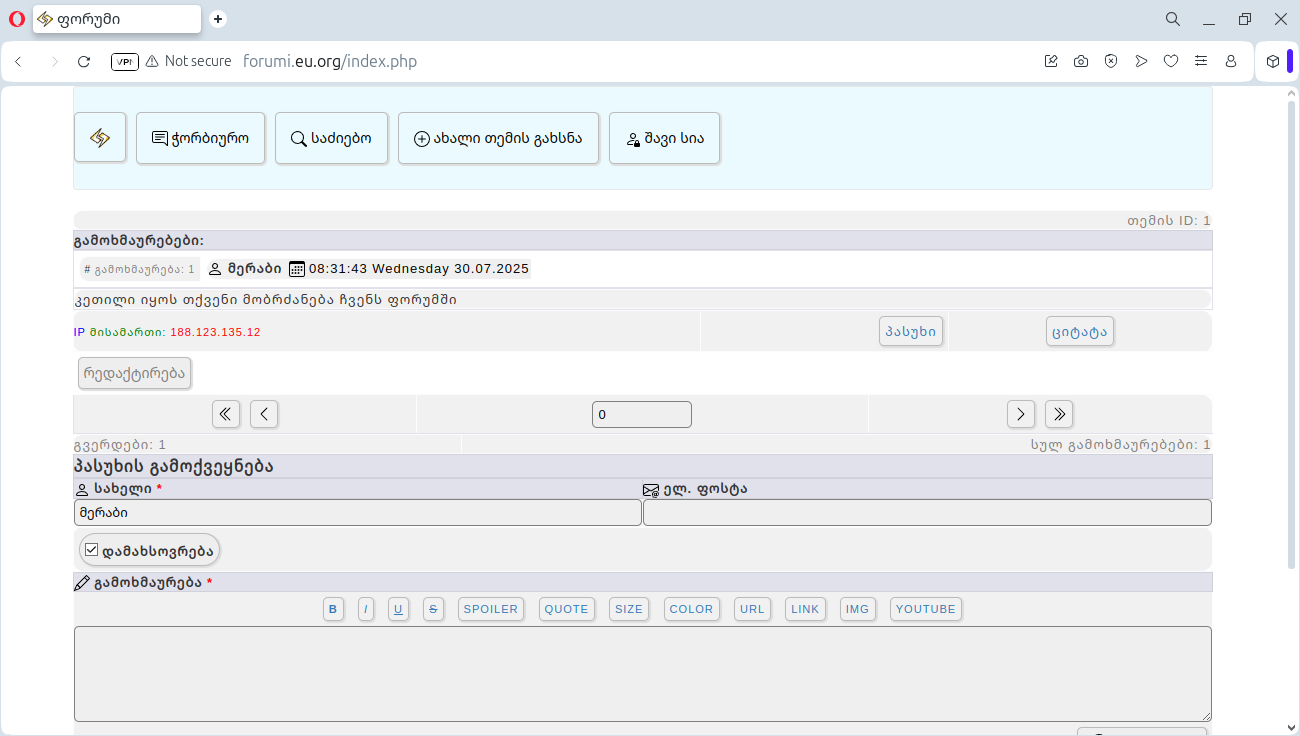 ფორუმი
VPN Not secure forumi.eu.org/index.php
ჭორბიურო საძიებო ახალი თემის გახსნა შავი სია
თემის ID: 1
გამოხმაურებები:
# გამოხმაურება: 1 მერაბი 08:31:43 Wednesday 30.07.2025
კეთილი იყოს თქვენი მობრძანება ჩვენს ფორუმში
IP მისამართი: 188.123.135.12 პასუხი ციტატა
რედაქტირება
0
გვერდები: 1 სულ გამოხმაურებები: 1
პასუხის გამოქვეყნება
სახელი * ელ. ფოსტა
მერაბი
დამახსოვრება
გამოხმაურება *
B I U S SPOILER QUOTE SIZE COLOR URL LINK IMG YOUTUBE